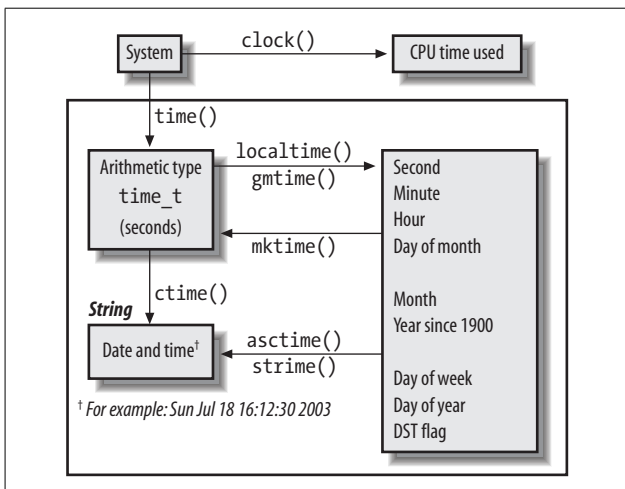 System
clock()
CPU time used
time()
Arithmetic type
time_t
(seconds)
localtime()
gmtime()
mktime()
Second
Minute
Hour
Day of month
Month
Year since 1900
Day of week
Day of year
DST flag
ctime()
String
Date and time†
asctime()
strime()
† For example: Sun Jul 18 16:12:30 2003